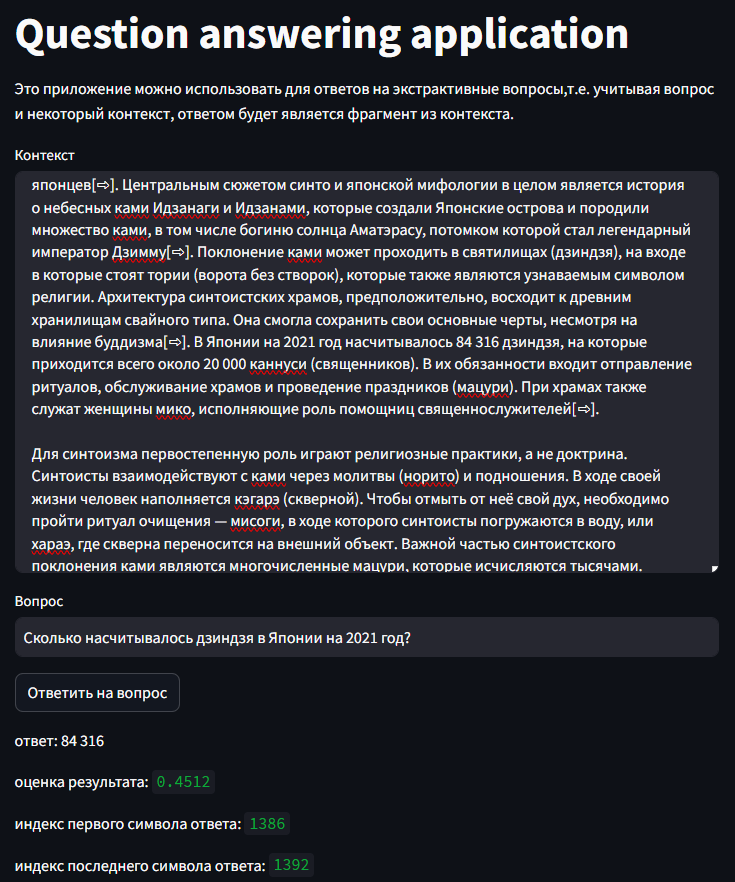 Question answering application
Это приложение можно использовать для ответов на экстрактивные вопросы,т.е. учитывая вопрос
и некоторый контекст, ответом будет является фрагмент из контекста.
Контекст
японцев[⇨]. Центральным сюжетом синто и японской мифологии в целом является история
о небесных ками Идзанаги и Идзанами, которые создали Японские острова и породили
множество ками, в том числе богиню солнца Аматэрасу, потомком которой стал легендарный
император Дзимму[⇨]. Поклонение ками может проходить в святилищах (дзиндзя), на входе
в которые стоят тории (ворота без створок), которые также являются узнаваемым символом
религии. Архитектура синтоистских храмов, предположительно, восходит к древним
хранилищам свайного типа. Она смогла сохранить свои основные черты, несмотря на
влияние буддизма[⇨]. В Японии на 2021 год насчитывалось 84 316 дзиндзя, на которые
приходится всего около 20 000 каннуси (священников). В их обязанности входит отправление
ритуалов, обслуживание храмов и проведение праздников (мацури). При храмах также
служат женщины мико, исполняющие роль помощниц священнослужителей[⇨].
Для синтоизма первостепенную роль играют религиозные практики, а не доктрина.
Синтоисты взаимодействуют с ками через молитвы (норито) и подношения. В ходе своей
жизни человек наполняется кэгарэ (скверной). Чтобы отмыть от неё свой дух, необходимо
пройти ритуал очищения — мисоги, в ходе которого синтоисты погружаются в воду, или
хараэ, где скверна переносится на внешний объект. Важной частью синтоистского
поклонения ками являются многочисленные мацури, которые исчисляются тысячами.
Вопрос
Сколько насчитывалось дзиндзя в Японии на 2021 год?
Ответить на вопрос
ответ: 84 316
оценка результата: 0.4512
индекс первого символа ответа: 1386
индекс последнего символа ответа: 1392